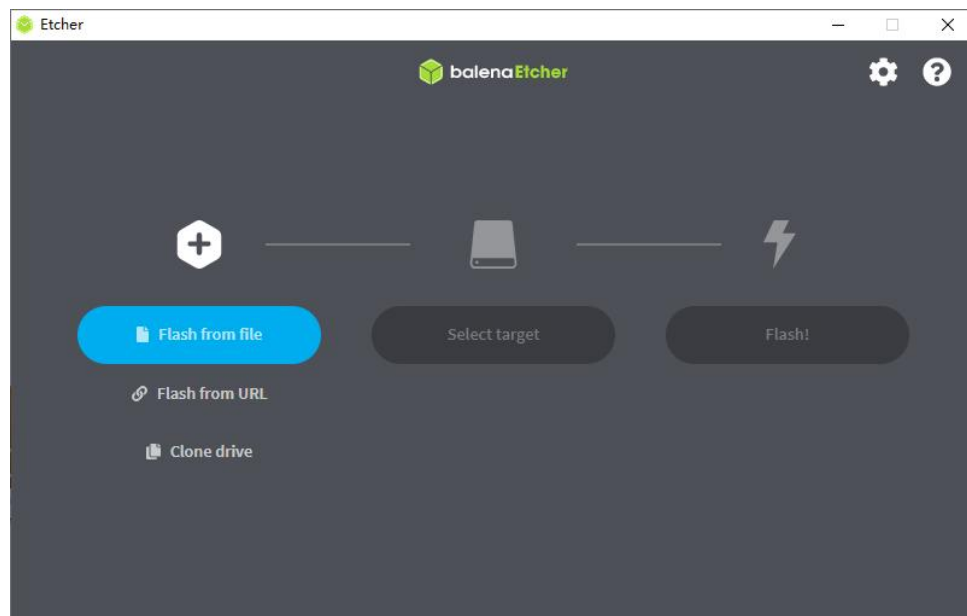 Etcher
balenaEtcher
Flash from file
Select target
Flash!
Flash from URL
Clone drive